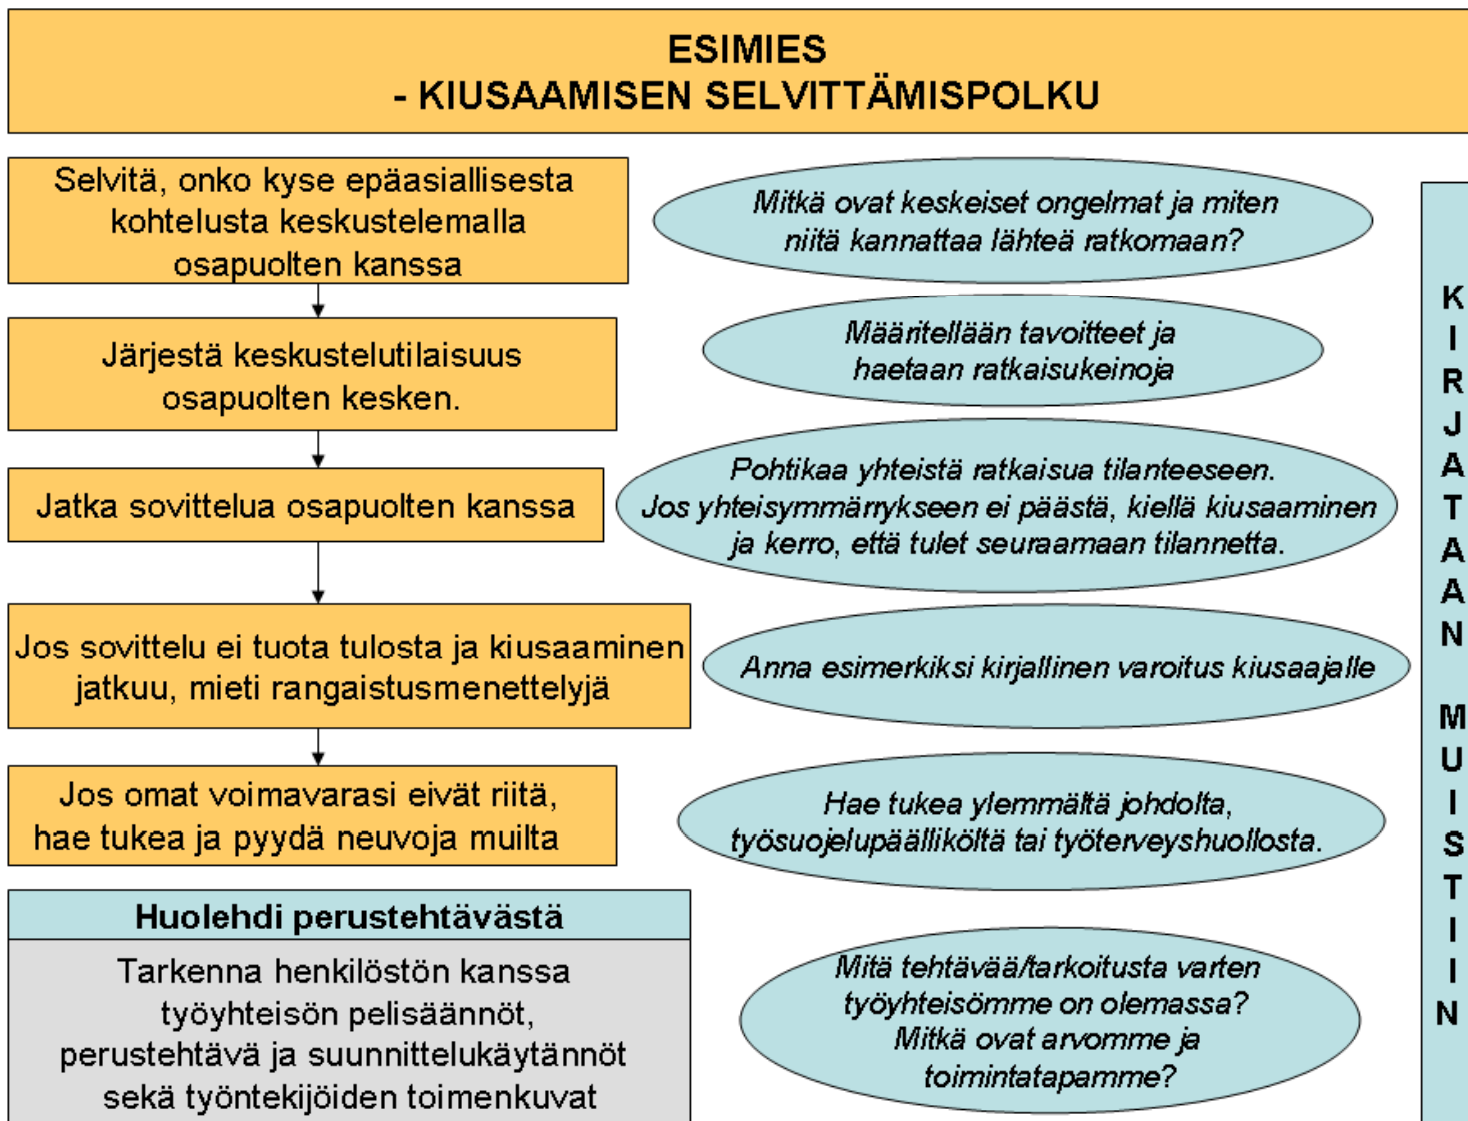 ESIMIES
- KIUSAAMISEN SELVITTÄMISPOLKU
Selvitä, onko kyse epäasiallisesta
kohtelusta keskustelemalla
osapuolten kanssa
Mitkä ovat keskeiset ongelmat ja miten
niitä kannattaa lähteä ratkomaan?
Järjestä keskustelutilaisuus
osapuolten kesken.
Määritellään tavoitteet ja
haetaan ratkaisukeinoja
Jatka sovittelua osapuolten kanssa
Pohtikaa yhteistä ratkaisua tilanteeseen.
Jos yhteisymmärrykseen ei päästä, kiellä kiusaaminen
ja kerro, että tulet seuraamaan tilannetta.
Jos sovittelu ei tuota tulosta ja kiusaaminen
jatkuu, mieti rangaistusmenettelyjä
Anna esimerkiksi kirjallinen varoitus kiusaajalle
Jos omat voimavarasi eivät riitä,
hae tukea ja pyydä neuvoja muilta
Hae tukea ylemmältä johdolta,
työsuojelupäälliköltä tai työterveyshuollosta.
Huolehdi perustehtävästä
Tarkenna henkilöstön kanssa
työyhteisön pelisäännöt,
perustehtävä ja suunnittelukäytännöt
sekä työntekijöiden toimenkuvat
Mitä tehtävää/tarkoitusta varten
työyhteisömme on olemassa?
Mitkä ovat arvomme ja
toimintatapamme?
KIRJATAAN MUISTIIN